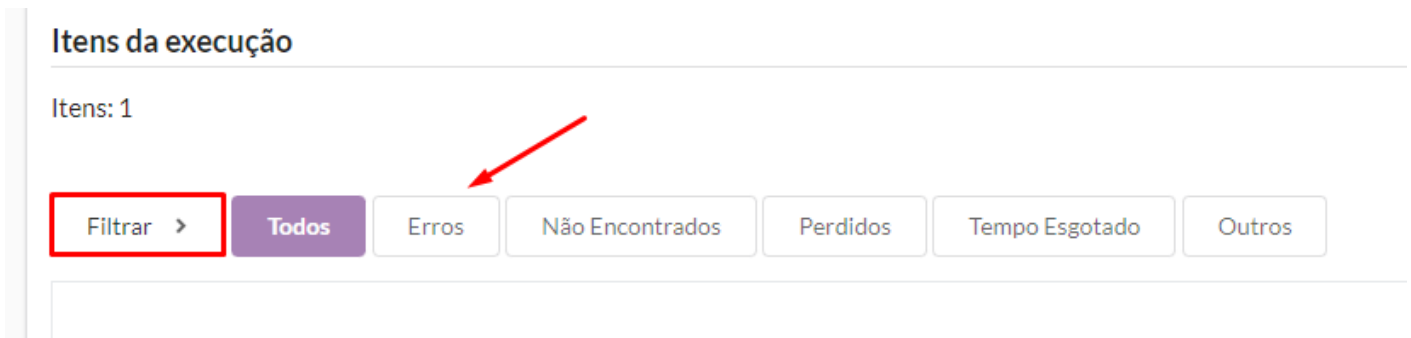 Itens da execução
Itens: 1
Filtrar > Todos Erros Não Encontrados Perdidos Tempo Esgotado Outros